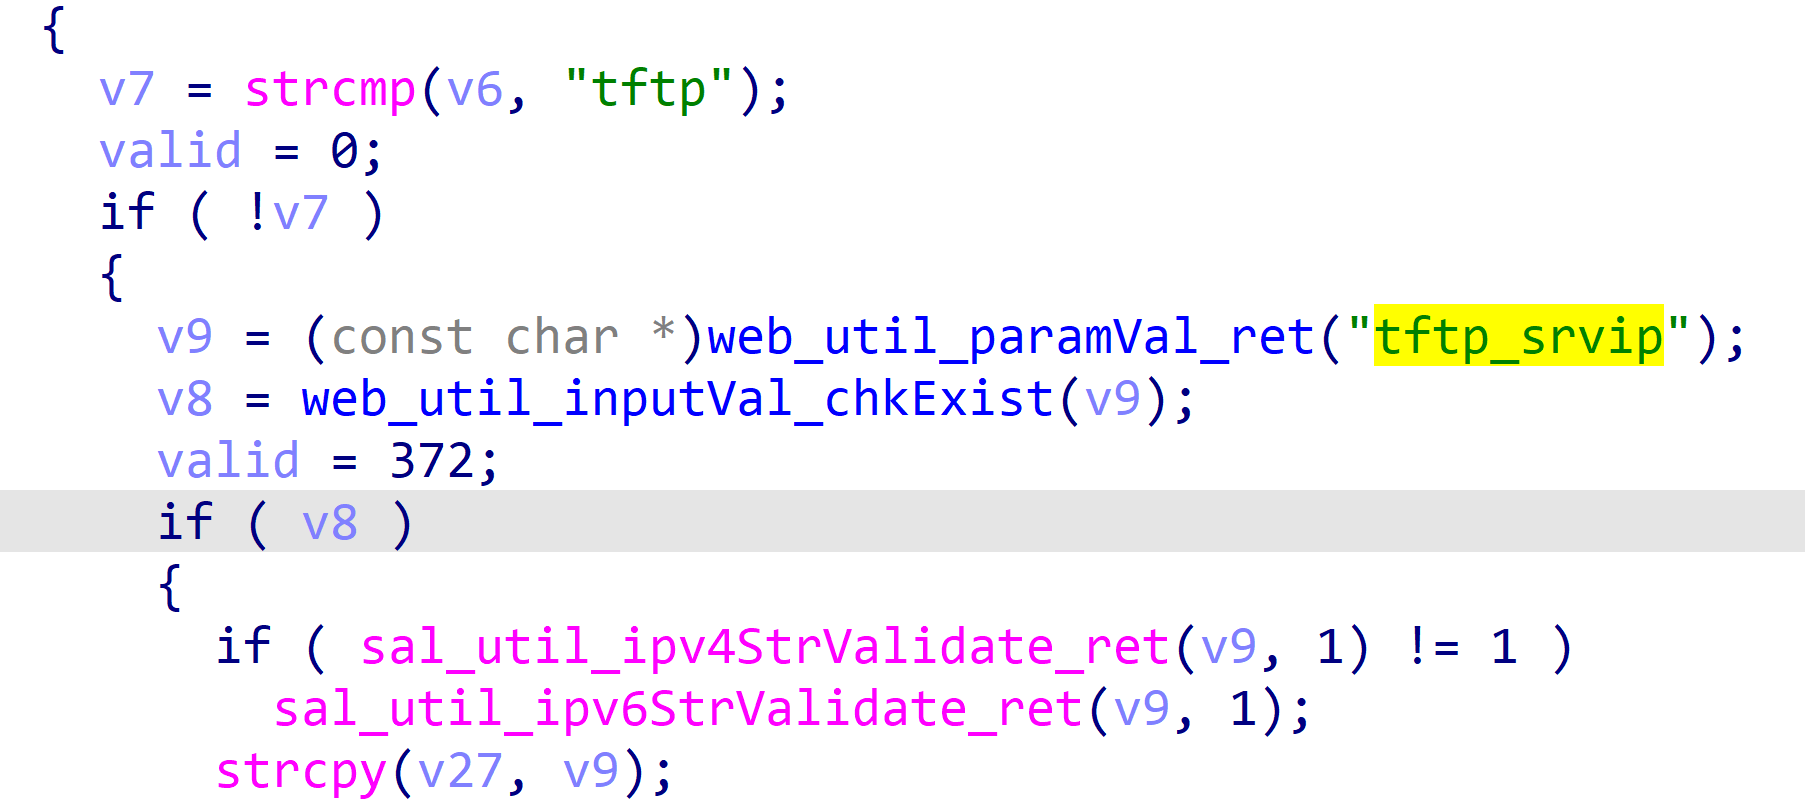 {
v7 = strcmp(v6, "tftp");
valid = 0;
if ( !v7 )
{
v9 = (const char *)web_util_paramVal_ret("tftp_srvip");
v8 = web_util_inputVal_chkExist(v9);
valid = 372;
if ( v8 )
{
if ( sal_util_ipv4StrValidate_ret(v9, 1) != 1 )
sal_util_ipv6StrValidate_ret(v9, 1);
strcpy(v27, v9);